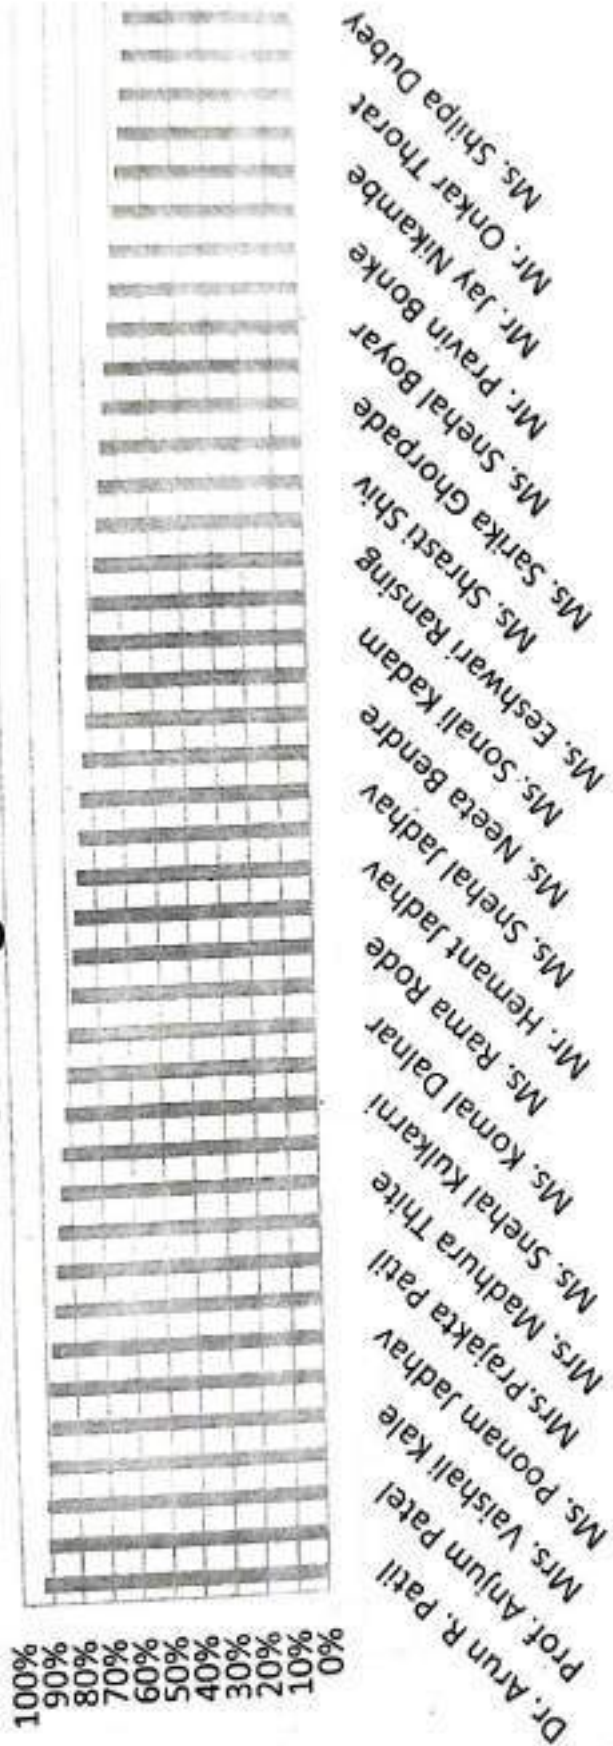 100%
90%
80%
70%
60%
50%
40%
30%
20%
10%
0%
Dr. Arun R. Patil
Prof. Anjum Patel
Mrs. Vaishali Kale
Ms. Poonam Jadhav
Mrs.Prajakta Patil
Mrs. Madhura Thite
Ms. Snehal Kulkarni
Ms. Komal Dalnar
Ms. Rama Rode
Mr. Hemant Jadhav
Ms. Snehal Jadhav
Ms. Neeta Bendre
Ms. Sonali Kadam
Ms. Eeshwari Ransing
Ms. Shrasti Shiv
Ms. Sarika Ghorpade
Ms. Snehal Boyar
Mr. Pravin Bonke
Mr. Jay Nikambe
Mr. Onkar Thorat
Ms. Shilpa Dubey